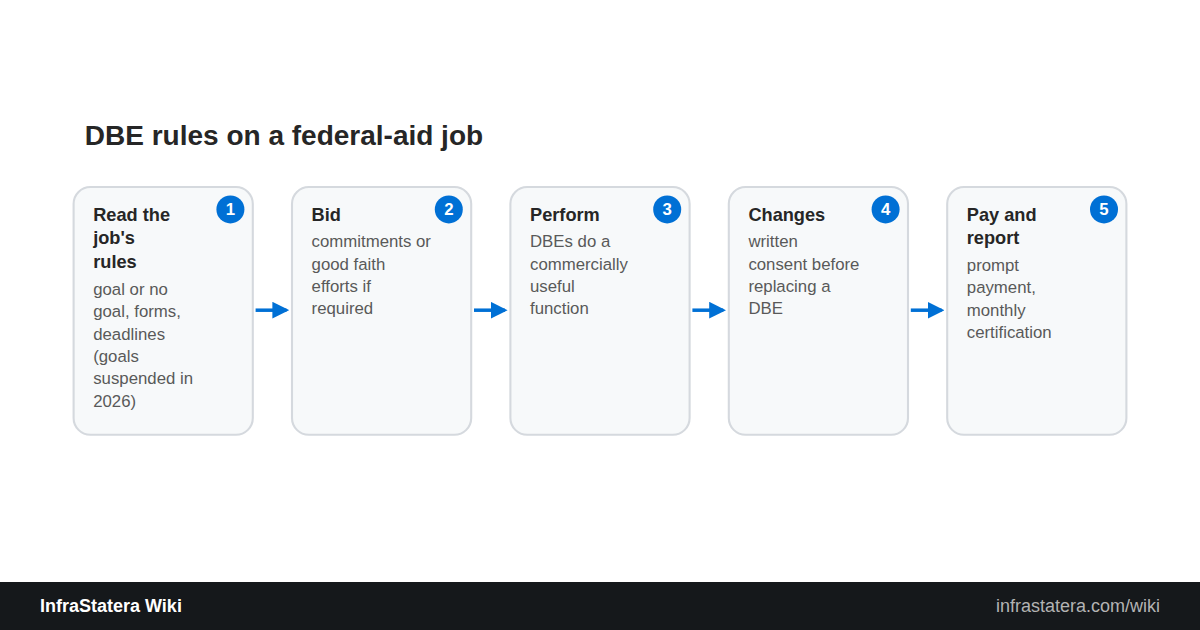 DBE rules on a federal-aid job
1
Read the
job's
rules
goal or no
goal, forms,
deadlines
(goals
suspended in
2026)
2
Bid
commitments or
good faith
efforts if
required
3
Perform
DBEs do a
commercially
useful
function
4
Changes
written
consent before
replacing a
DBE
5
Pay and
report
prompt
payment,
monthly
certification
InfraStatera Wiki
infrastatera.com/wiki